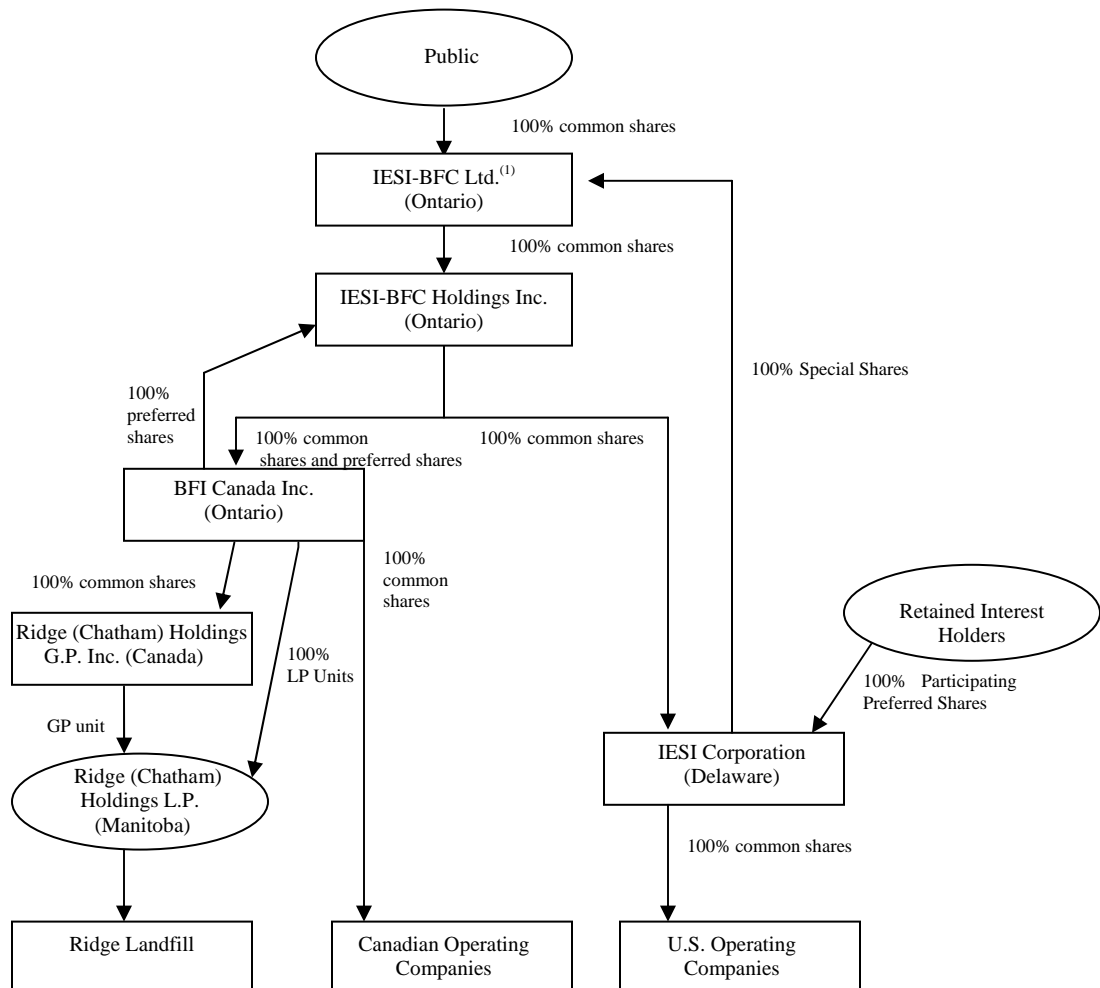 Public
100% common shares
IESI-BFC Ltd.(1)
(Ontario)
100% common shares
IESI-BFC Holdings Inc.
(Ontario)
100% Special Shares
100%
preferred
shares
100% common
shares and preferred shares
100% common shares
BFI Canada Inc.
(Ontario)
100% common shares
100%
common
shares
Retained Interest
Holders
Ridge (Chatham) Holdings
G.P. Inc. (Canada)
100%
LP Units
100% Participating
Preferred Shares
GP unit
IESI Corporation
(Delaware)
Ridge (Chatham)
Holdings L.P.
(Manitoba)
100% common shares
Ridge Landfill
Canadian Operating
Companies
U.S. Operating
Companies